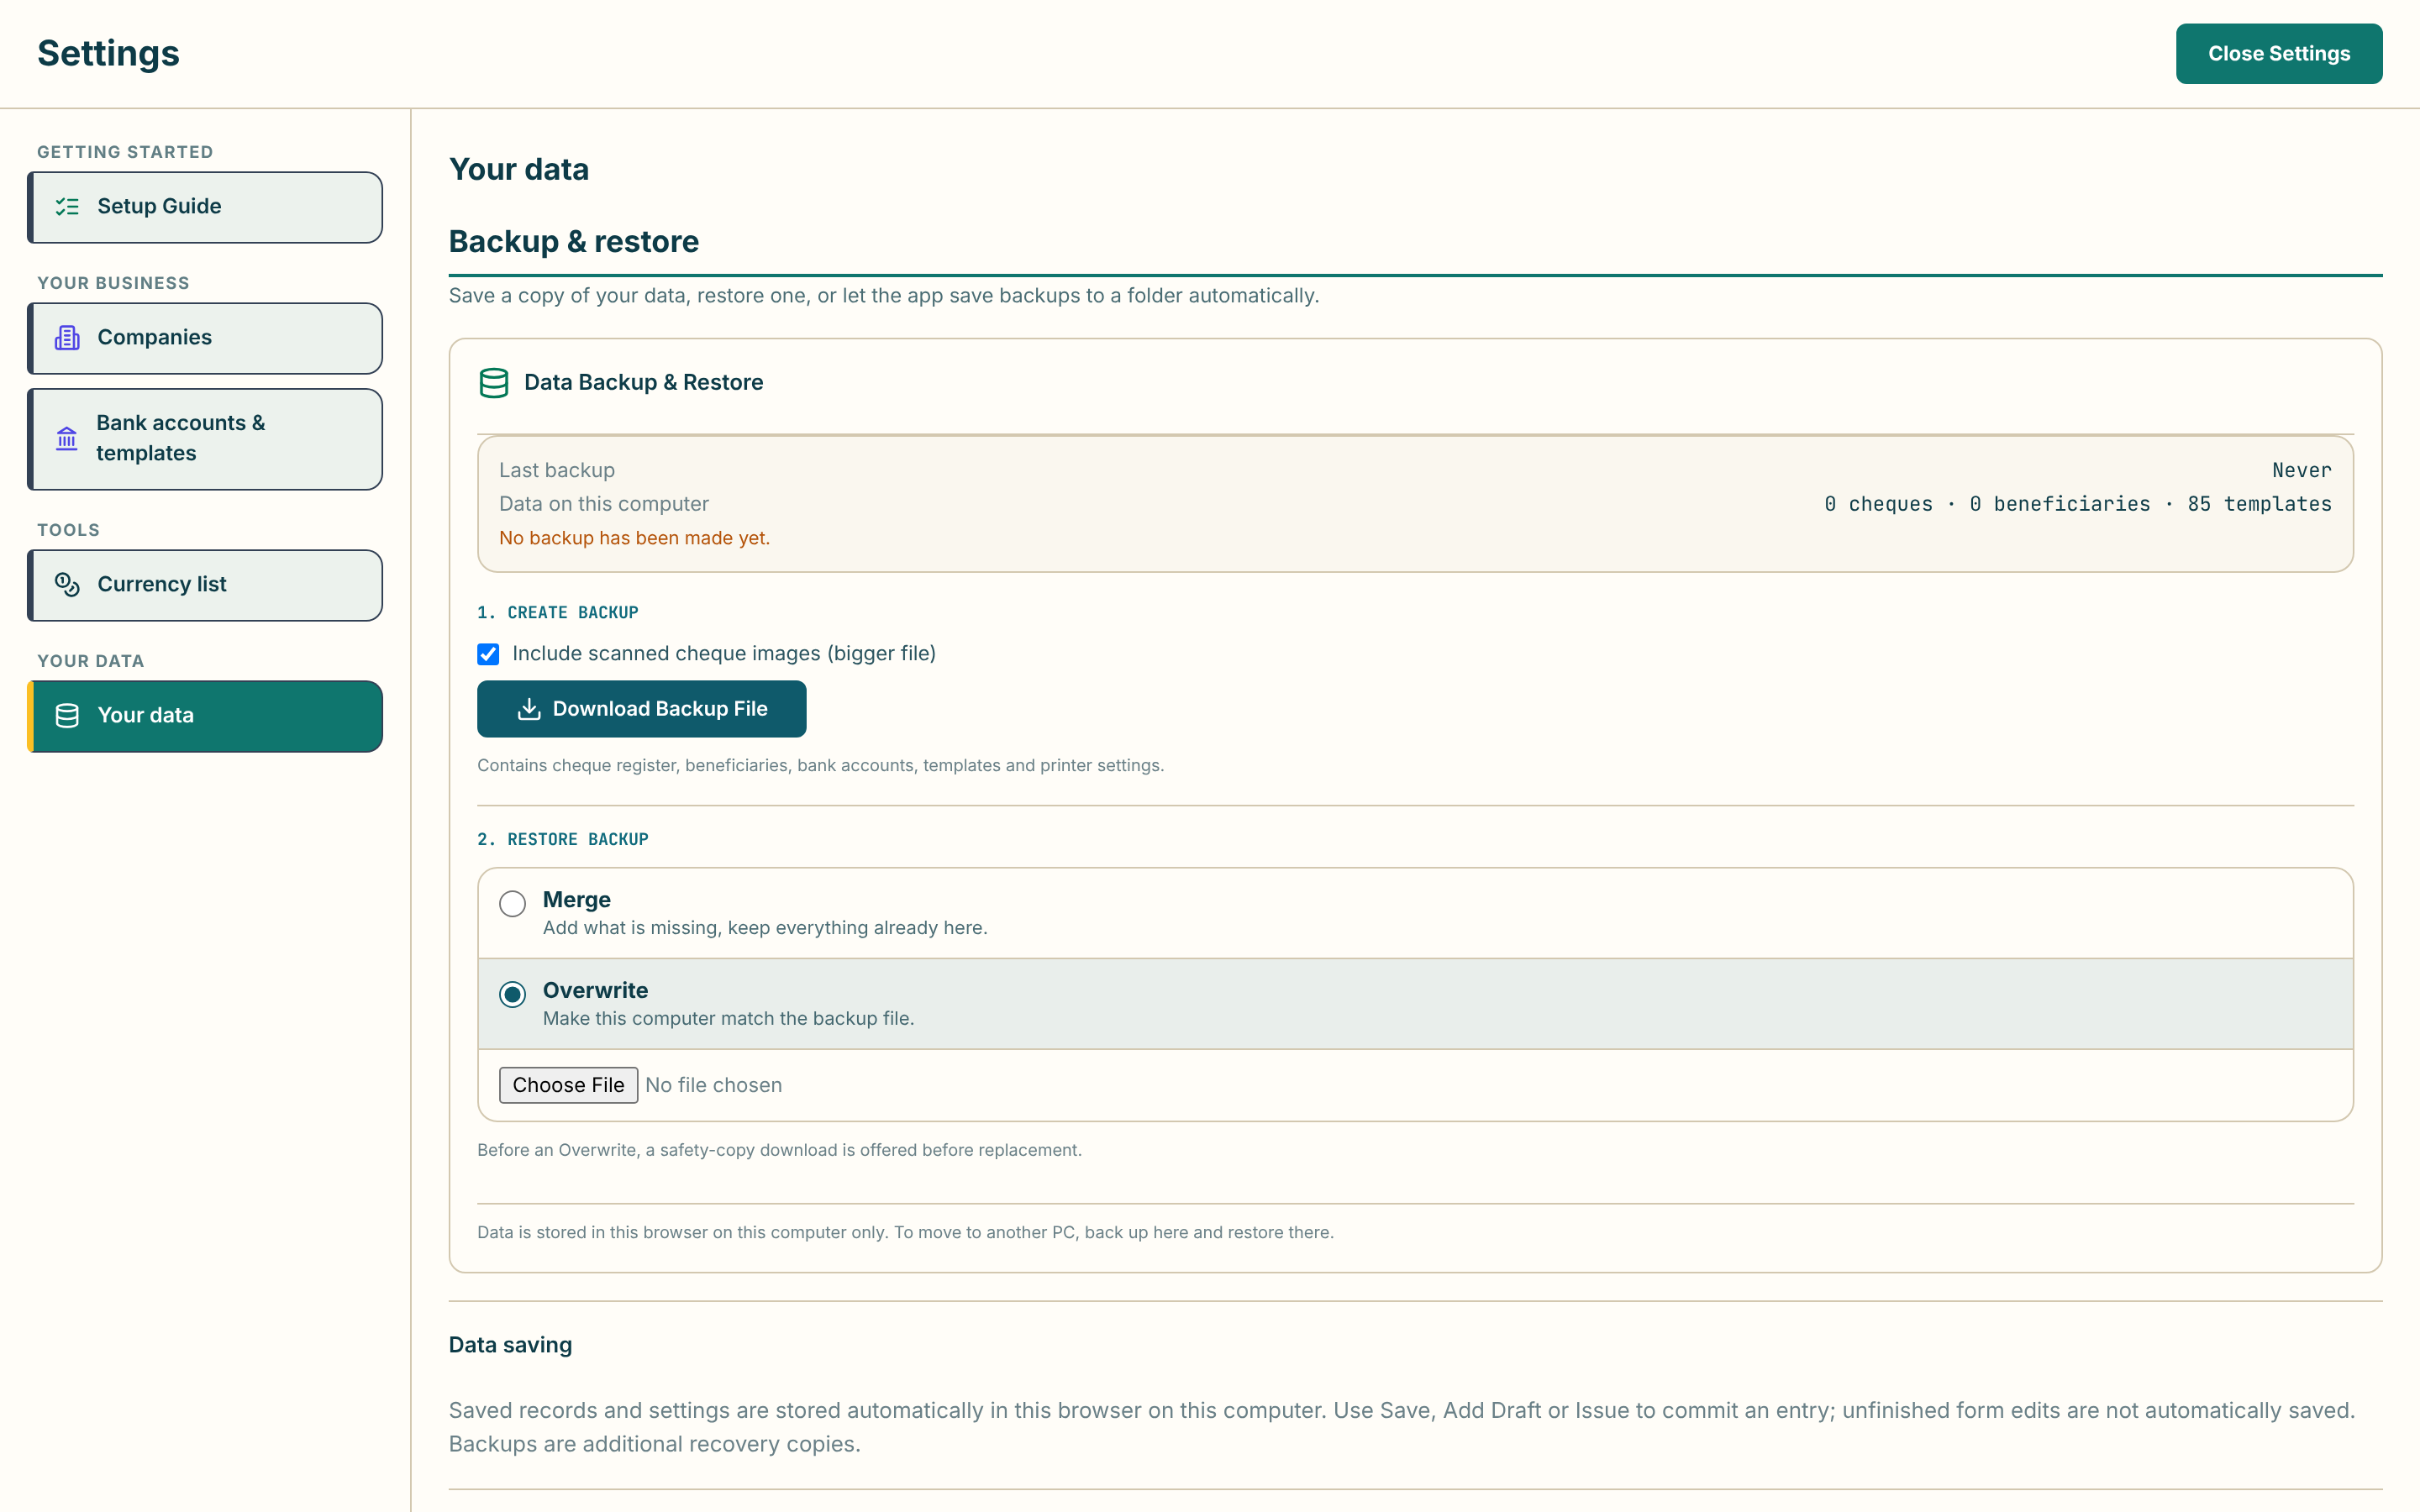 Settings
Close Settings
GETTING STARTED
Setup Guide
YOUR BUSINESS
Companies
Bank accounts &
templates
TOOLS
Currency list
YOUR DATA
Your data
Your data
Backup & restore
Save a copy of your data, restore one, or let the app save backups to a folder automatically.
Data Backup & Restore
Last backup Never
Data on this computer 0 cheques · 0 beneficiaries · 85 templates
No backup has been made yet.
1. CREATE BACKUP
Include scanned cheque images (bigger file)
Download Backup File
Contains cheque register, beneficiaries, bank accounts, templates and printer settings.
2. RESTORE BACKUP
Merge
Add what is missing, keep everything already here.
Overwrite
Make this computer match the backup file.
Choose File No file chosen
Before an Overwrite, a safety-copy download is offered before replacement.
Data is stored in this browser on this computer only. To move to another PC, back up here and restore there.
Data saving
Saved records and settings are stored automatically in this browser on this computer. Use Save, Add Draft or Issue to commit an entry; unfinished form edits are not automatically saved.
Backups are additional recovery copies.